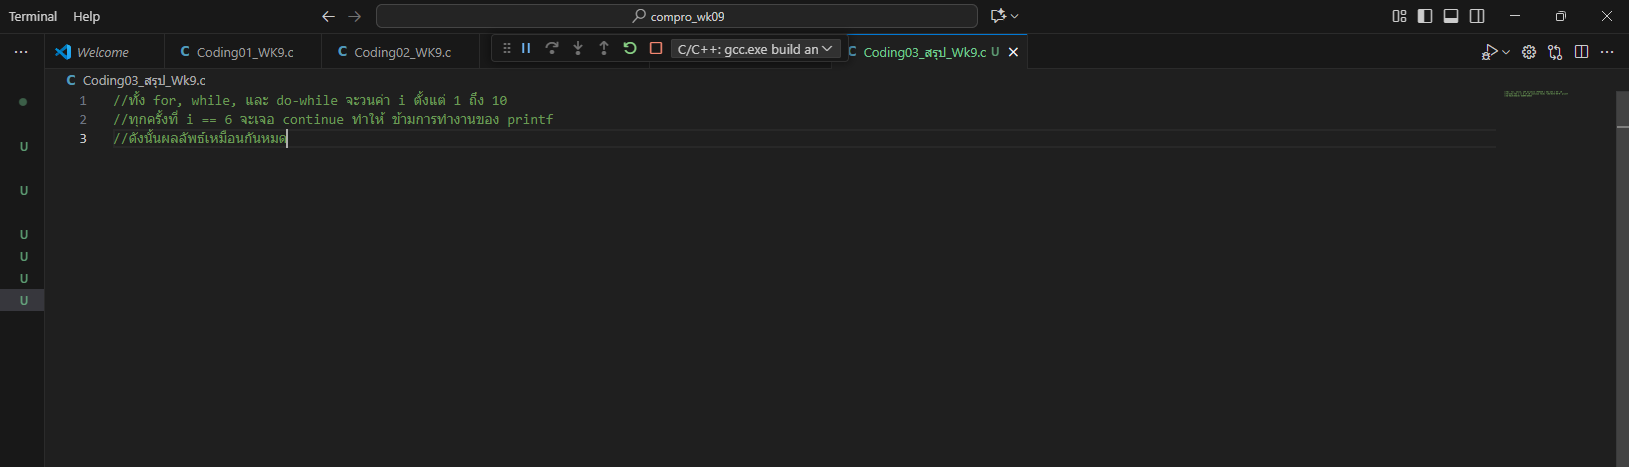 Terminal Help
compro_wk09
Welcome
C Coding01_WK9.c
C Coding02_WK9.c
C/C++: gcc.exe build an
C Coding03_สรุป_Wk9.c U
C Coding03_สรุป_Wk9.c
1 //ทั้ง for, while, และ do-while จะวนค่า i ตั้งแต่ 1 ถึง 10
2 //ทุกครั้งที่ i == 6 จะเจอ continue ทำให้ ข้ามการทำงานของ printf
3 //ดังนั้นผลลัพธ์เหมือนกันหมด
U
U
U
U
U
U